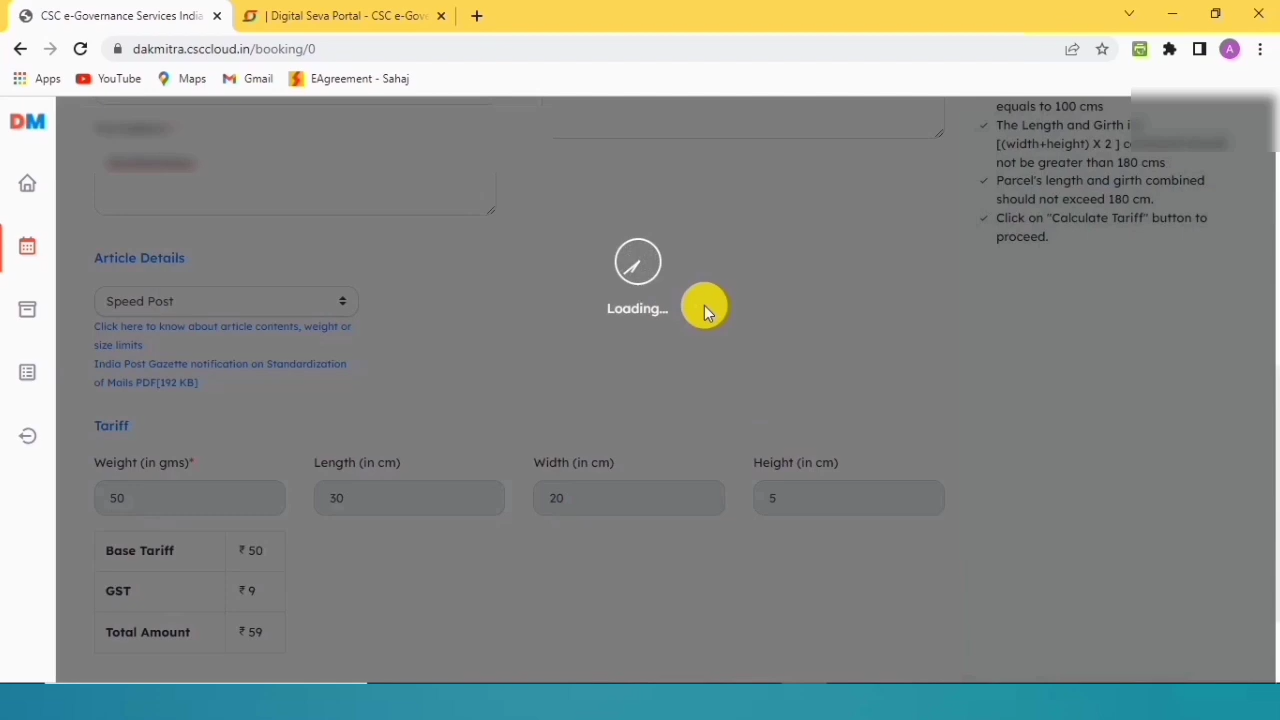 CSC e-Governance Services India
| Digital Seva Portal - CSC e-Gove
dakmitra.csccloud.in/booking/0
A
Apps
YouTube
Maps
Gmail
EAgreement - Sahaj
DM
equals to 100 cms
The Length and Girth i
[(width+height) X 2 ] c
not be greater than 180 cms
Parcel's length and girth combined
should not exceed 180 cm.
Click on "Calculate Tariff" button to
proceed.
Article Details
Speed Post
Click here to know about article contents, weight or
size limits
India Post Gazette notification on Standardization
of Mails PDF[192 KB]
Loading...
Tariff
Weight (in gms)*
Length (in cm)
Width (in cm)
Height (in cm)
50
30
20
5
Base Tariff
₹ 50
GST
₹ 9
Total Amount
₹ 59